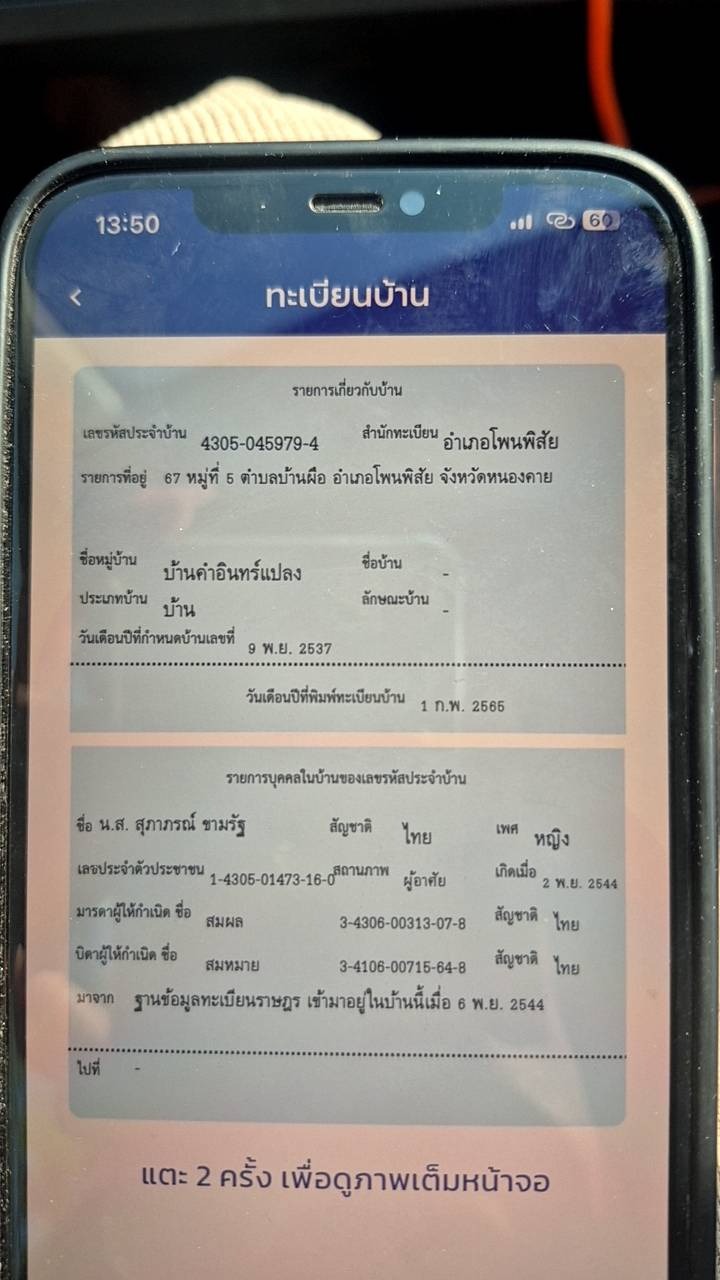 13:50
60
ทะเบียนบ้าน
รายการเกี่ยวกับบ้าน
เลขรหัสประจำบ้าน 4305-045979-4 สำนักทะเบียน อำเภอโพนพิสัย
รายการที่อยู่ 67 หมู่ที่ 5 ตำบลบ้านผือ อำเภอโพนพิสัย จังหวัดหนองคาย
ชื่อหมู่บ้าน บ้านคำอินทร์แปลง ชื่อบ้าน -
ประเภทบ้าน บ้าน ลักษณะบ้าน -
วันเดือนปีที่กำหนดบ้านเลขที่ 9 พ.ย. 2537
วันเดือนปีที่พิมพ์ทะเบียนบ้าน 1 ก.พ. 2565
รายการบุคคลในบ้านของเลขรหัสประจำบ้าน
ชื่อ น.ส. สุภาภรณ์ ขามรัฐ สัญชาติ ไทย เพศ หญิง
เลขประจำตัวประชาชน 1-4305-01473-16-0 สถานภาพ ผู้อาศัย เกิดเมื่อ 2 พ.ย. 2544
มารดาผู้ให้กำเนิด ชื่อ สมผล 3-4306-00313-07-8 สัญชาติ ไทย
บิดาผู้ให้กำเนิด ชื่อ สมหมาย 3-4106-00715-64-8 สัญชาติ ไทย
มาจาก ฐานข้อมูลทะเบียนราษฎร เข้ามาอยู่ในบ้านนี้เมื่อ 6 พ.ย. 2544
ไปที่ -
แตะ 2 ครั้ง เพื่อดูภาพเต็มหน้าจอ